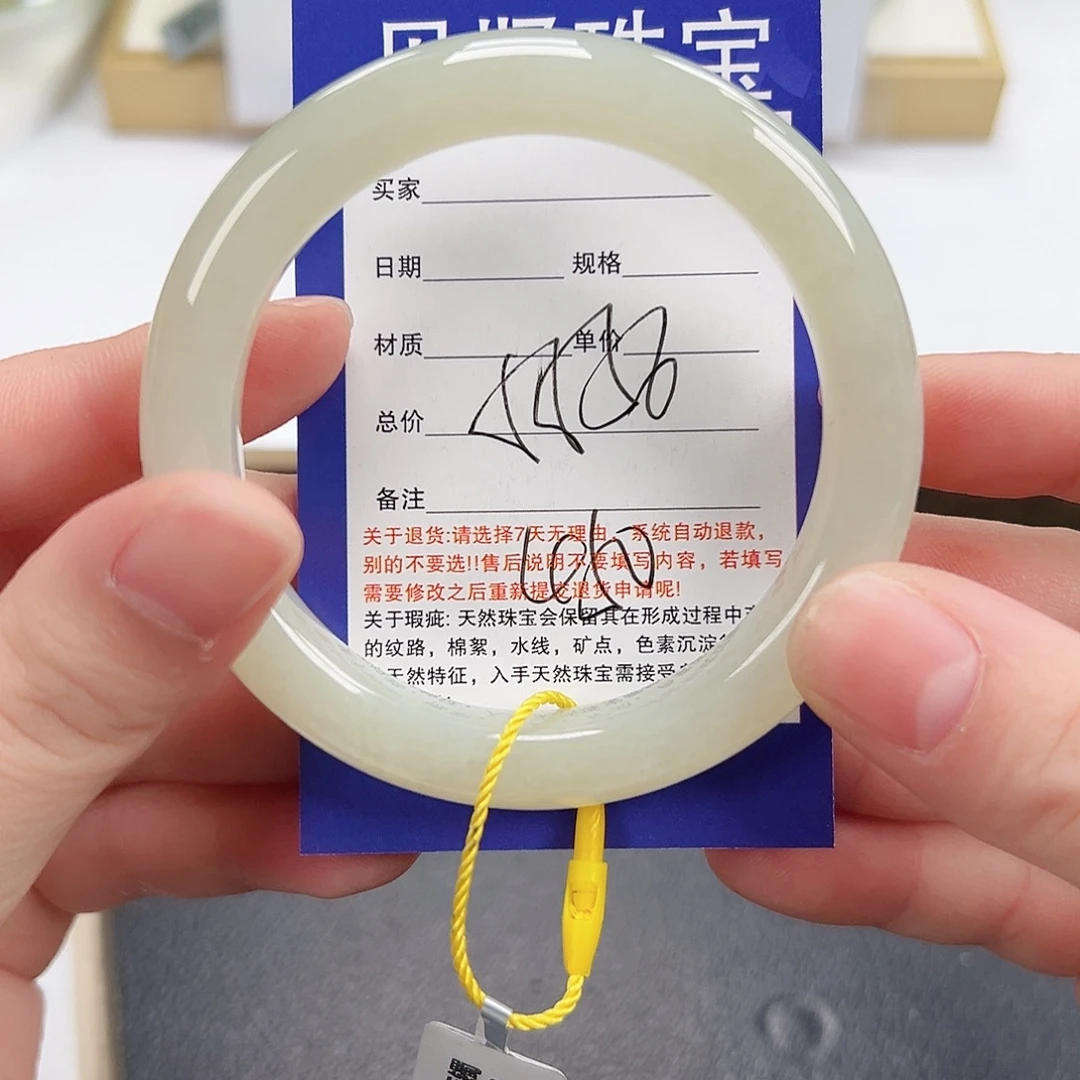 珠宝
买家
日期 规格
材质 单价
总价
备注
关于退货:请选择7天无理由，系统自动退款，
别的不要选!!售后说明不要填写内容，若填写
需要修改之后重新提交退货申请呢!
关于瑕疵: 天然珠宝会保留其在形成过程中
的纹路，棉絮，水线，矿点，色素沉淀
天然特征，入手天然珠宝需接受